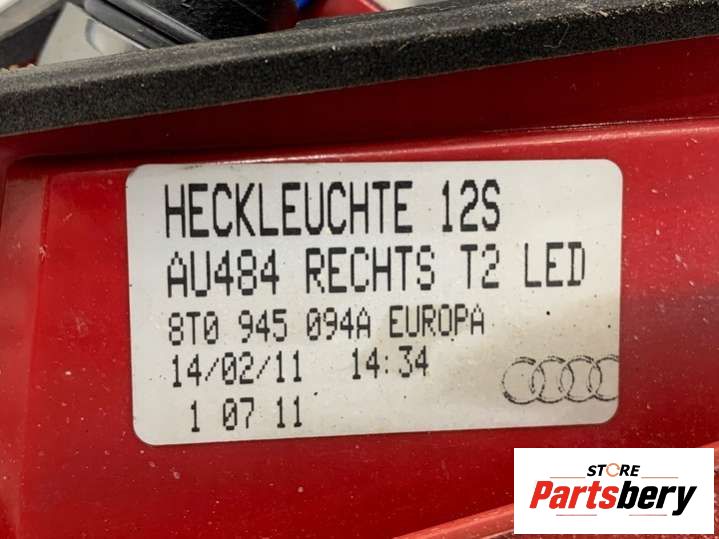 HECKLEUCHTE 12S
AU484 RECHTS T2 LED
8T0 945 094A EUROPA
14/02/11 14:34
1 07 11
STORE
Partsbery